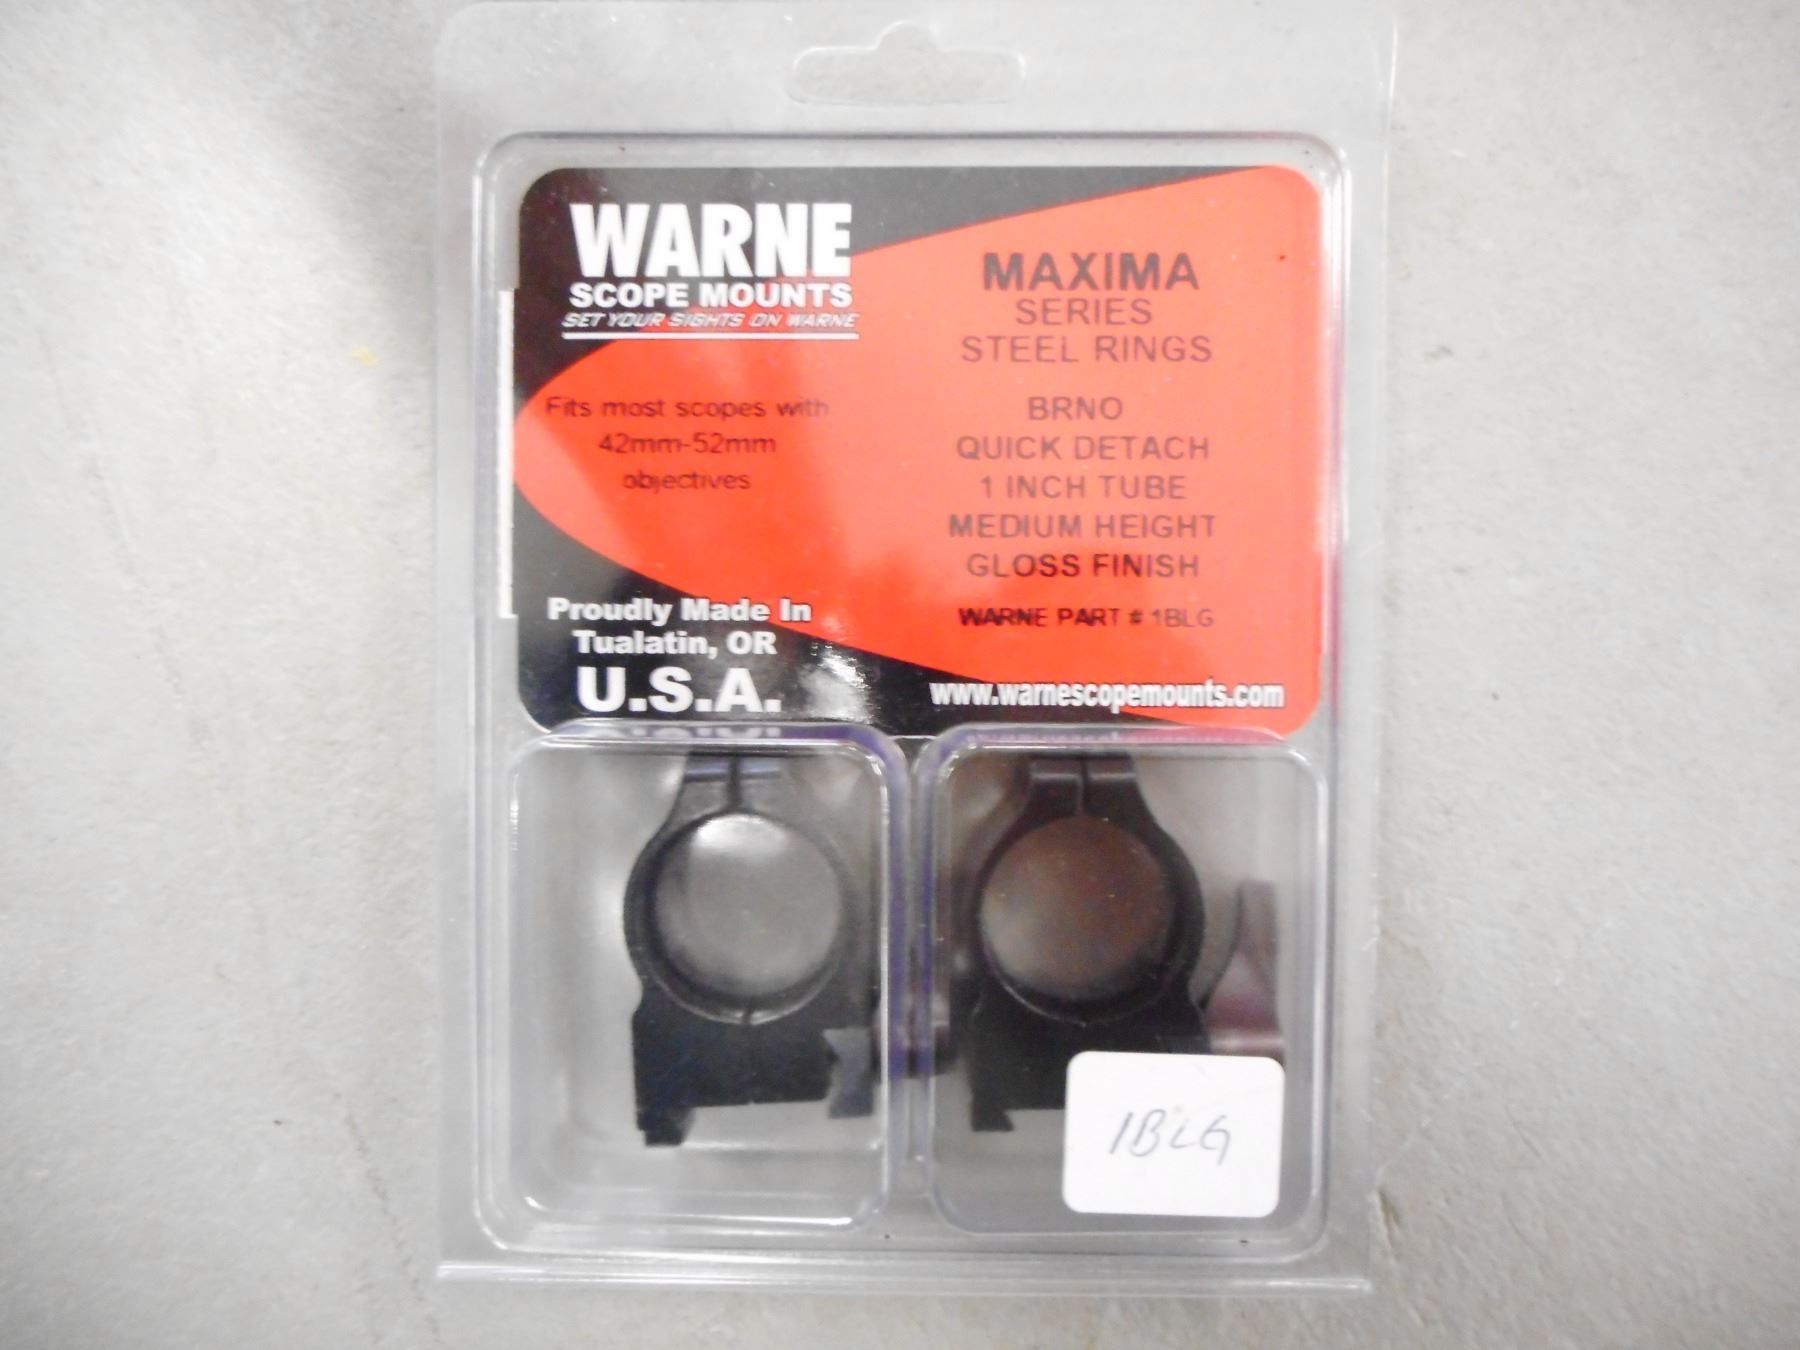 WARNE
SCOPE MOUNTS
SET YOUR SIGHTS ON WARNE
MAXIMA
SERIES
STEEL RINGS
Fits most scopes with
42mm-52mm
objectives
BRNO
QUICK DETACH
1 INCH TUBE
MEDIUM HEIGHT
GLOSS FINISH
WARNE PART # 1BLG
Proudly Made In
Tualatin, OR
U.S.A.
www.warnescopemounts.com
1BLG